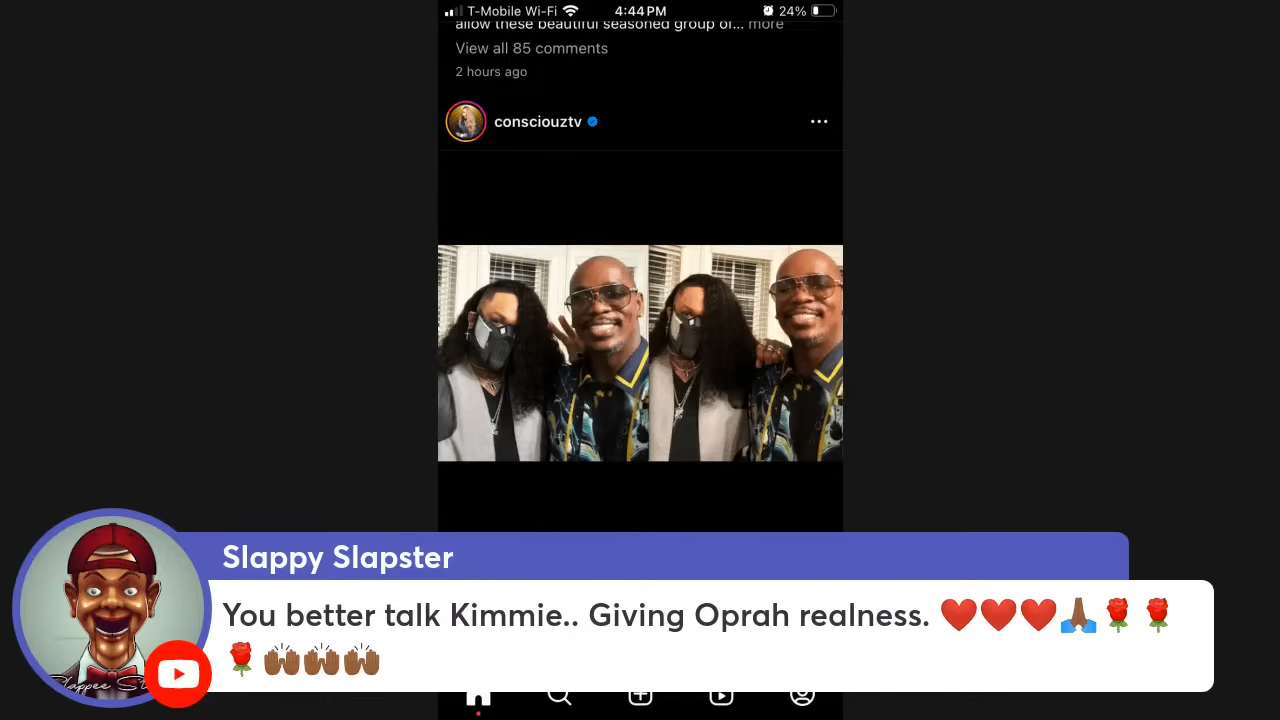 T-Mobile Wi-Fi 4:44 PM 24%
allow these beautiful seasoned group of... more
View all 85 comments
2 hours ago
consciouztv
Slappy Slapster
You better talk Kimmie.. Giving Oprah realness. ❤️❤️❤️🙏🏾🌹🌹
🌹🙌🏾🙌🏾🙌🏾